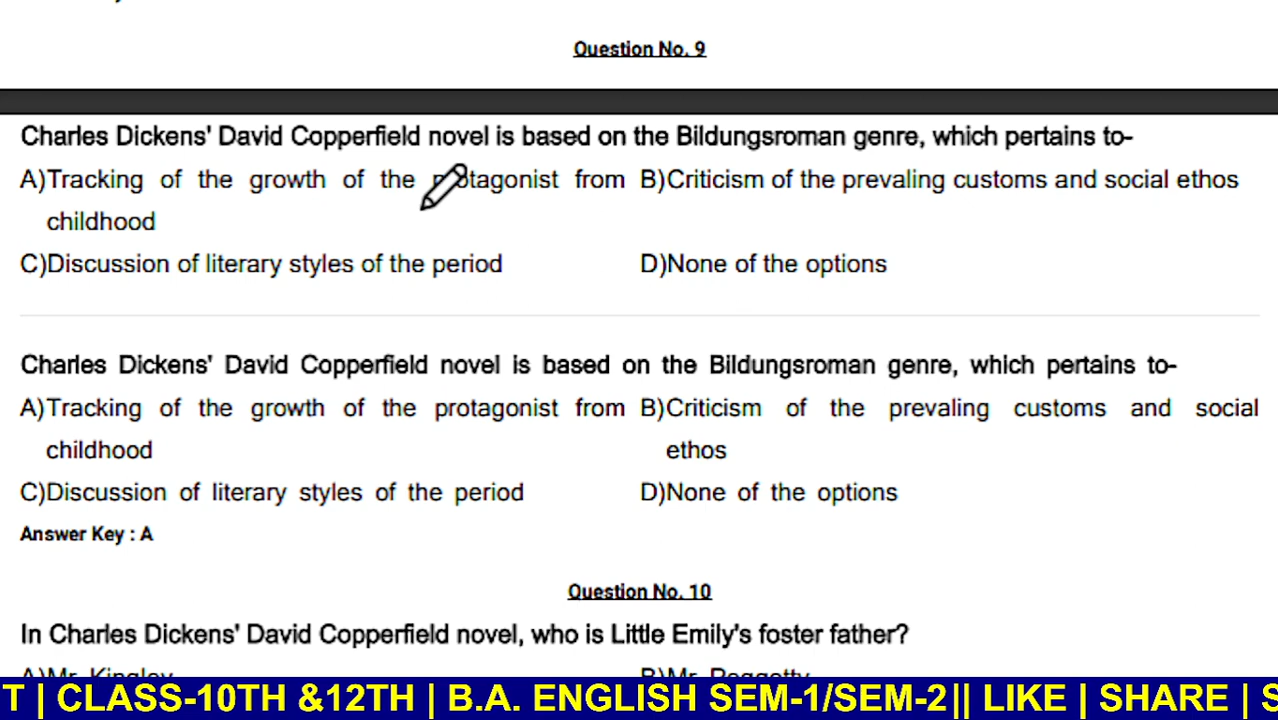 Question No. 9
Charles Dickens' David Copperfield novel is based on the Bildungsroman genre, which pertains to-
A)Tracking of the growth of the protagonist from B)Criticism of the prevaling customs and social ethos
childhood
C)Discussion of literary styles of the period D)None of the options
Charles Dickens' David Copperfield novel is based on the Bildungsroman genre, which pertains to-
A)Tracking of the growth of the protagonist from B)Criticism of the prevaling customs and social
childhood ethos
C)Discussion of literary styles of the period D)None of the options
Answer Key : A
Question No. 10
In Charles Dickens' David Copperfield novel, who is Little Emily's foster father?
A)Mr. Kingley B)Mr. Peggotty
T | CLASS-10TH &12TH | B.A. ENGLISH SEM-1/SEM-2 || LIKE | SHARE | S